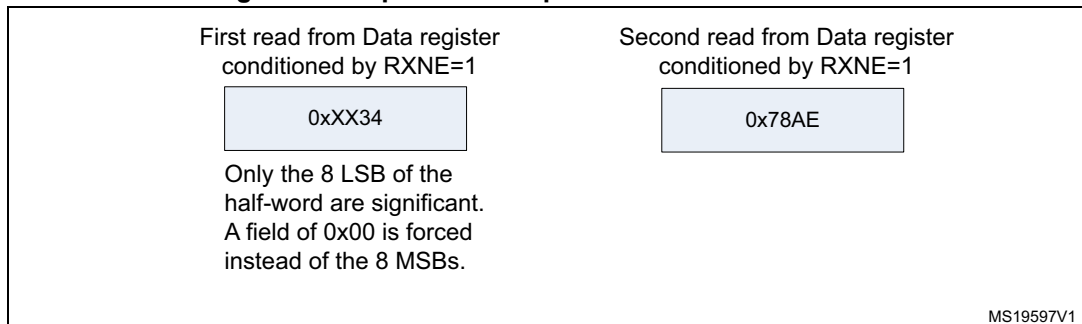 First read from Data register
conditioned by RXNE=1
0xXX34
Only the 8 LSB of the
half-word are significant.
A field of 0x00 is forced
instead of the 8 MSBs.
Second read from Data register
conditioned by RXNE=1
0x78AE
MS19597V1